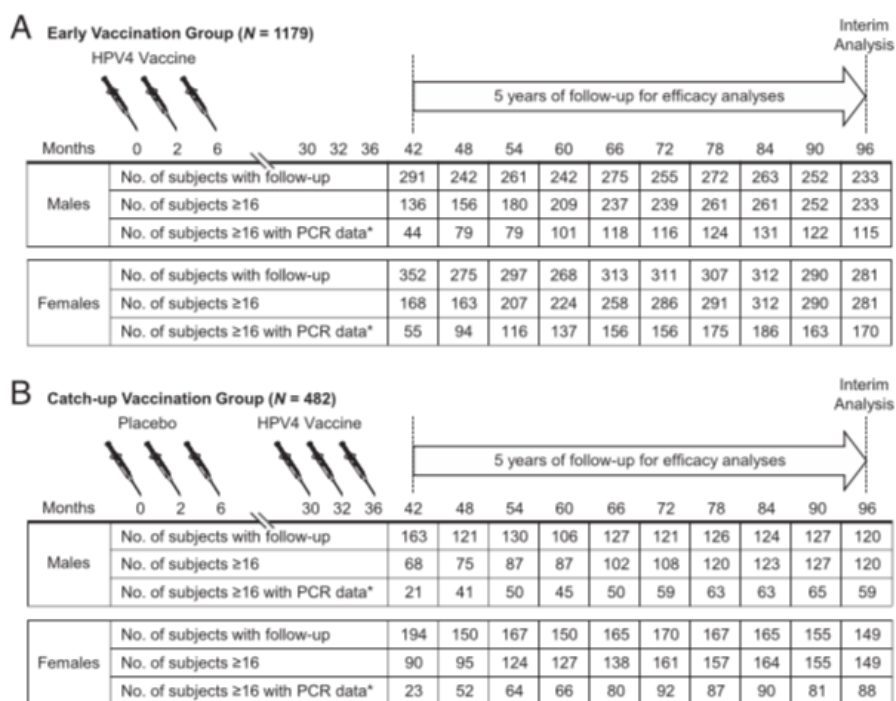 A Early Vaccination Group (N = 1179)
Interim
Analysis
HPV4 Vaccine
5 years of follow-up for efficacy analyses
Months 0 2 6 30 32 36 42 48 54 60 66 72 78 84 90 96
Males
No. of subjects with follow-up 291 242 261 242 275 255 272 263 252 233
No. of subjects ≥16 136 156 180 209 237 239 261 261 252 233
No. of subjects ≥16 with PCR data* 44 79 79 101 118 116 124 131 122 115
Females
No. of subjects with follow-up 352 275 297 268 313 311 307 312 290 281
No. of subjects ≥16 168 163 207 224 258 286 291 312 290 281
No. of subjects ≥16 with PCR data* 55 94 116 137 156 156 175 186 163 170
B Catch-up Vaccination Group (N = 482)
Interim
Analysis
Placebo HPV4 Vaccine
5 years of follow-up for efficacy analyses
Months 0 2 6 30 32 36 42 48 54 60 66 72 78 84 90 96
Males
No. of subjects with follow-up 163 121 130 106 127 121 126 124 127 120
No. of subjects ≥16 68 75 87 87 102 108 120 123 127 120
No. of subjects ≥16 with PCR data* 21 41 50 45 50 59 63 63 65 59
Females
No. of subjects with follow-up 194 150 167 150 165 170 167 165 155 149
No. of subjects ≥16 90 95 124 127 138 161 157 164 155 149
No. of subjects ≥16 with PCR data* 23 52 64 66 80 92 87 90 81 88